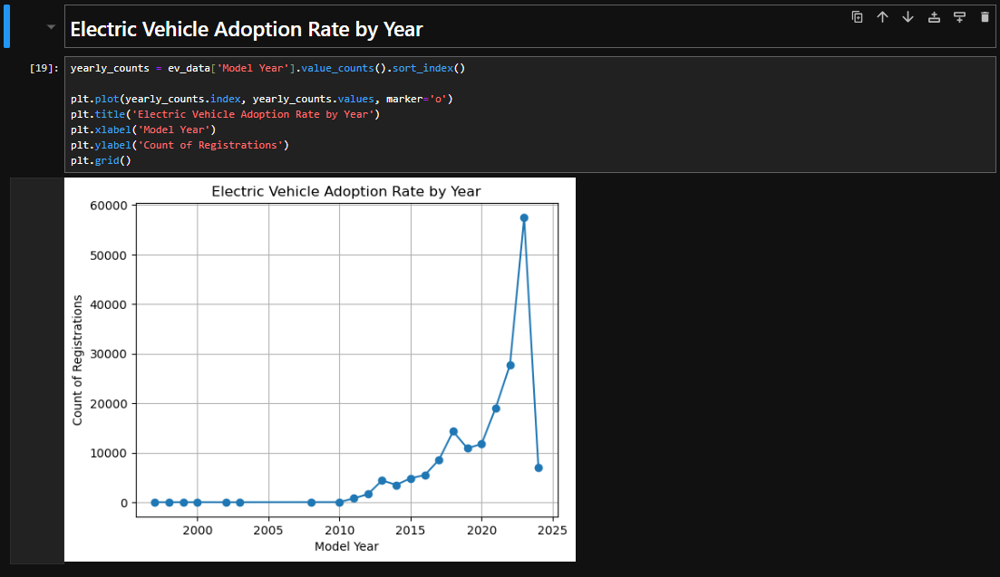 Electric Vehicle Adoption Rate by Year
[19]:
yearly_counts = ev_data['Model Year'].value_counts().sort_index()
plt.plot(yearly_counts.index, yearly_counts.values, marker='o')
plt.title('Electric Vehicle Adoption Rate by Year')
plt.xlabel('Model Year')
plt.ylabel('Count of Registrations')
plt.grid()
Electric Vehicle Adoption Rate by Year
Count of Registrations
60000
50000
40000
30000
20000
10000
0
2000 2005 2010 2015 2020 2025
Model Year